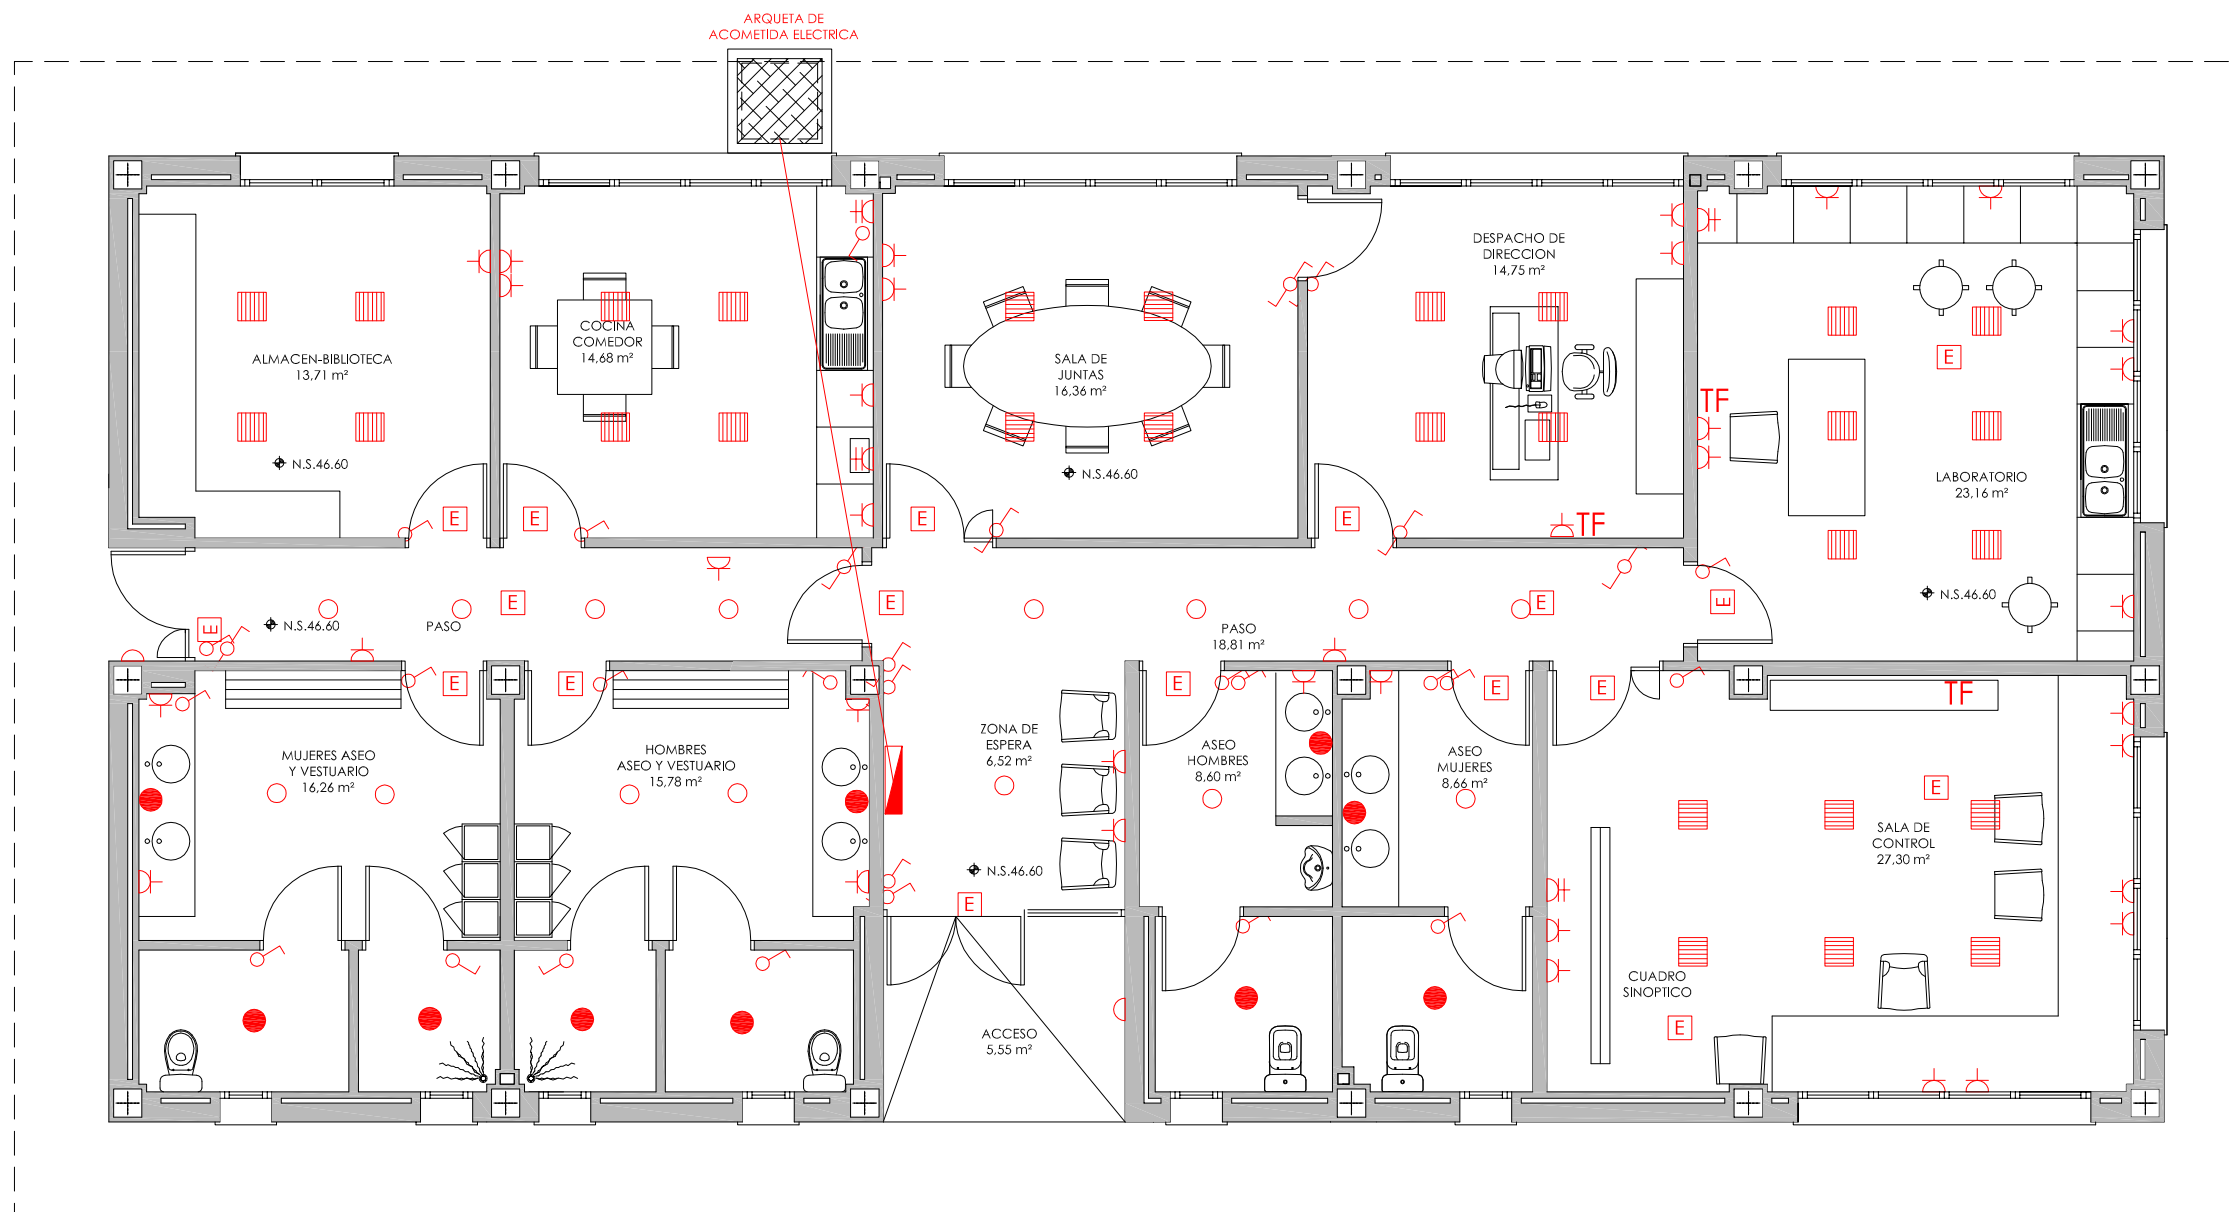 ARQUETA DE
ACOMETIDA ELECTRICA
DESPACHO DE
DIRECCION
14,75 m²
COCINA
COMEDOR
14,68 m²
ALMACEN-BIBLIOTECA
13,71 m²
SALA DE
JUNTAS
16,36 m²
E
TF
N.S.46.60
N.S.46.60
LABORATORIO
23,16 m²
E
E
E
E
TF
E
E
E
E
N.S.46.60
E
N.S.46.60
PASO
PASO
18,81 m²
E
E
E
E
E
TF
ZONA DE
ESPERA
6,52 m²
MUJERES ASEO
Y VESTUARIO
16,26 m²
HOMBRES
ASEO Y VESTUARIO
15,78 m²
ASEO
HOMBRES
8,60 m²
ASEO
MUJERES
8,66 m²
E
SALA DE
CONTROL
27,30 m²
N.S.46.60
E
CUADRO
SINOPTICO
E
ACCESO
5,55 m²